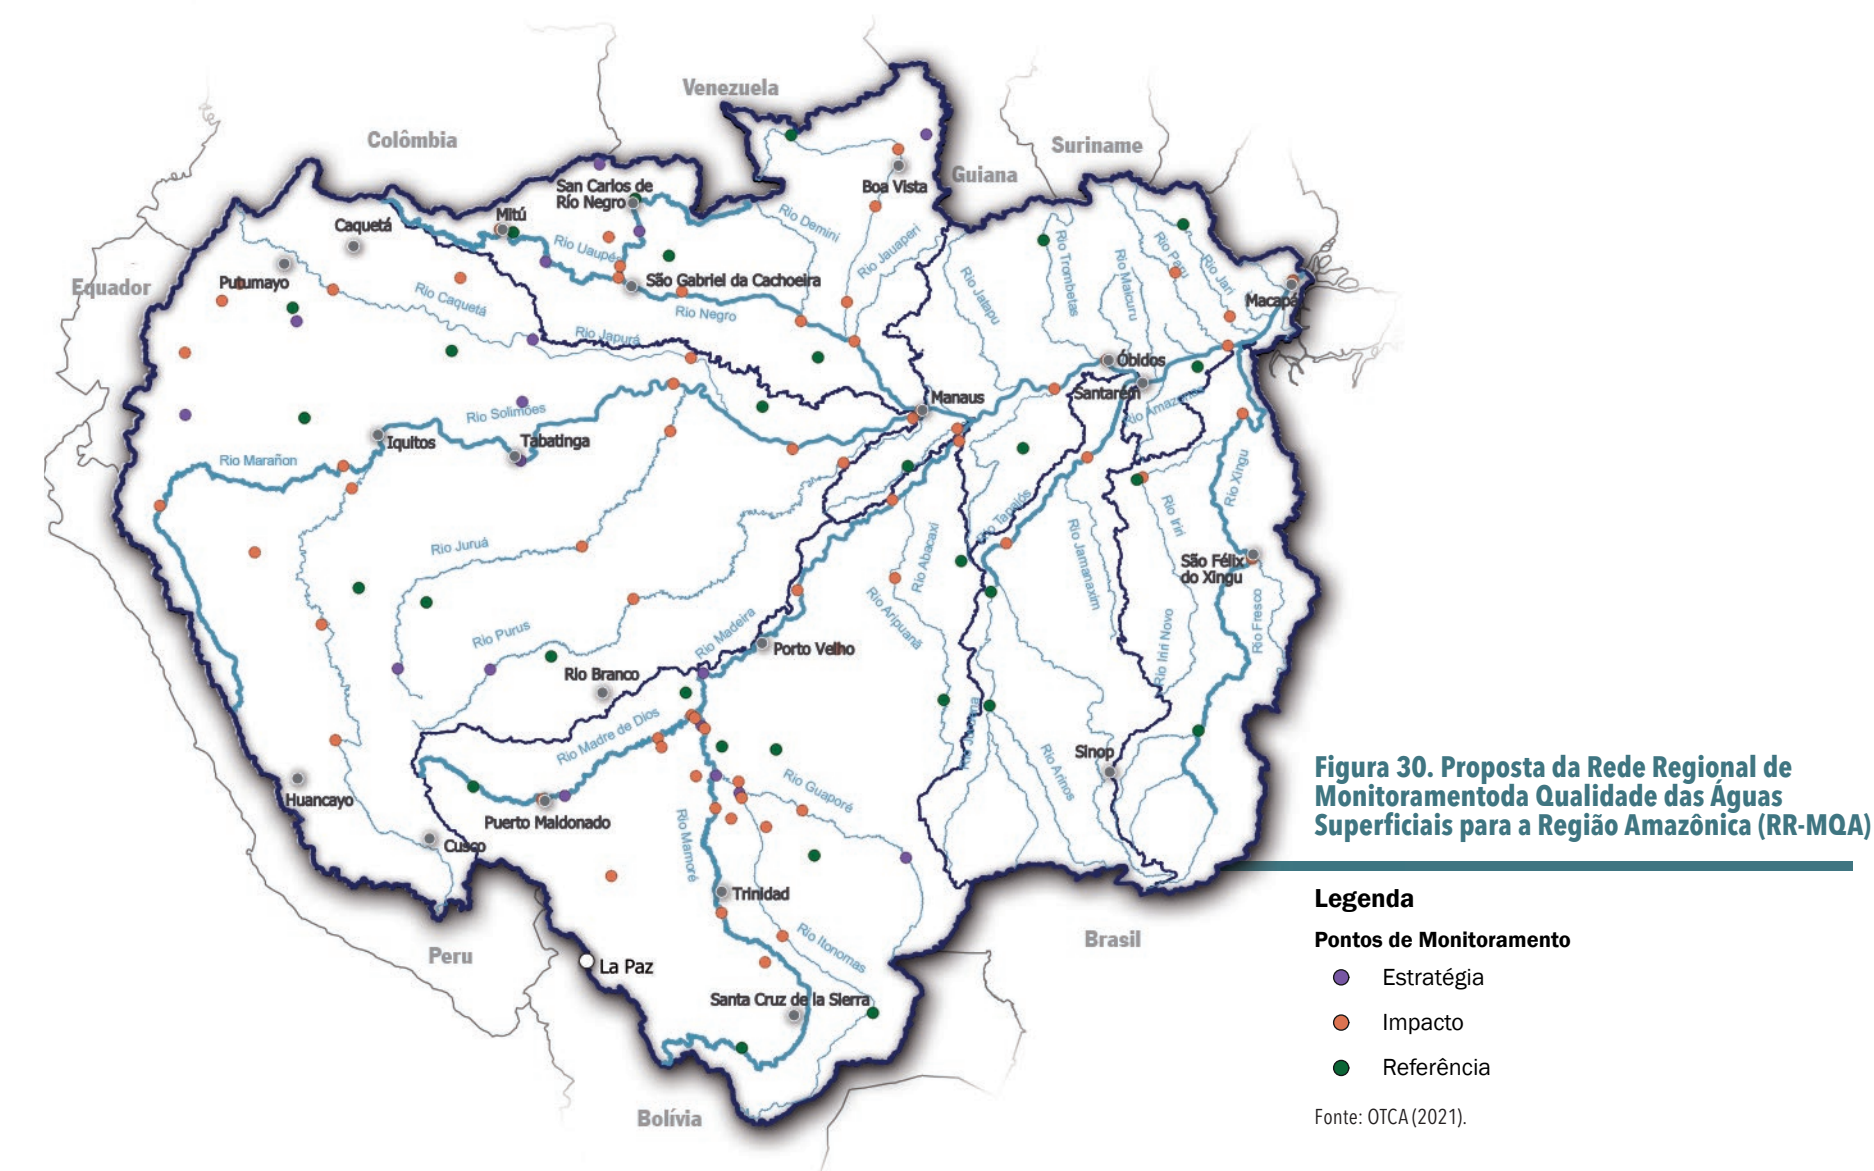 Venezuela
Colômbia
Suriname
Guiana
San Carlos de
Río Negro
Boa Vista
Mitú
Caquetá
Rio Demini
Rio Jauaperi
Rio Uaupés
Rio Trombetas
Rio Maicuru
Rio Paru
Rio Jari
Equador
Putumayo
São Gabriel da Cachoeira
Rio Caquetá
Rio Negro
Rio Jatapu
Macapá
Rio Japurá
Óbidos
Santarém
Manaus
Rio Amazonas
Rio Solimões
Iquitos
Tabatinga
Rio Marañon
Rio Xingu
Rio Tapajós
Rio Iriri
Rio Juruá
Rio Abacaxi
Rio Jamanaxim
São Félix
do Xingu
Rio Aripuanã
Rio Fresco
Rio Purus
Rio Madeira
Porto Velho
Rio Iriri Novo
Rio Branco
Rio Madre de Dios
Rio Juruena
Rio Arinos
Sinop
Rio Guaporé
Huancayo
Puerto Maldonado
Rio Mamoré
Cusco
Trinidad
Rio Itonomas
Peru
La Paz
Brasil
Santa Cruz de la Sierra
Bolívia
Figura 30. Proposta da Rede Regional de
Monitoramentoda Qualidade das Águas
Superficiais para a Região Amazônica (RR-MQA)
Legenda
Pontos de Monitoramento
Estratégia
Impacto
Referência
Fonte: OTCA (2021).